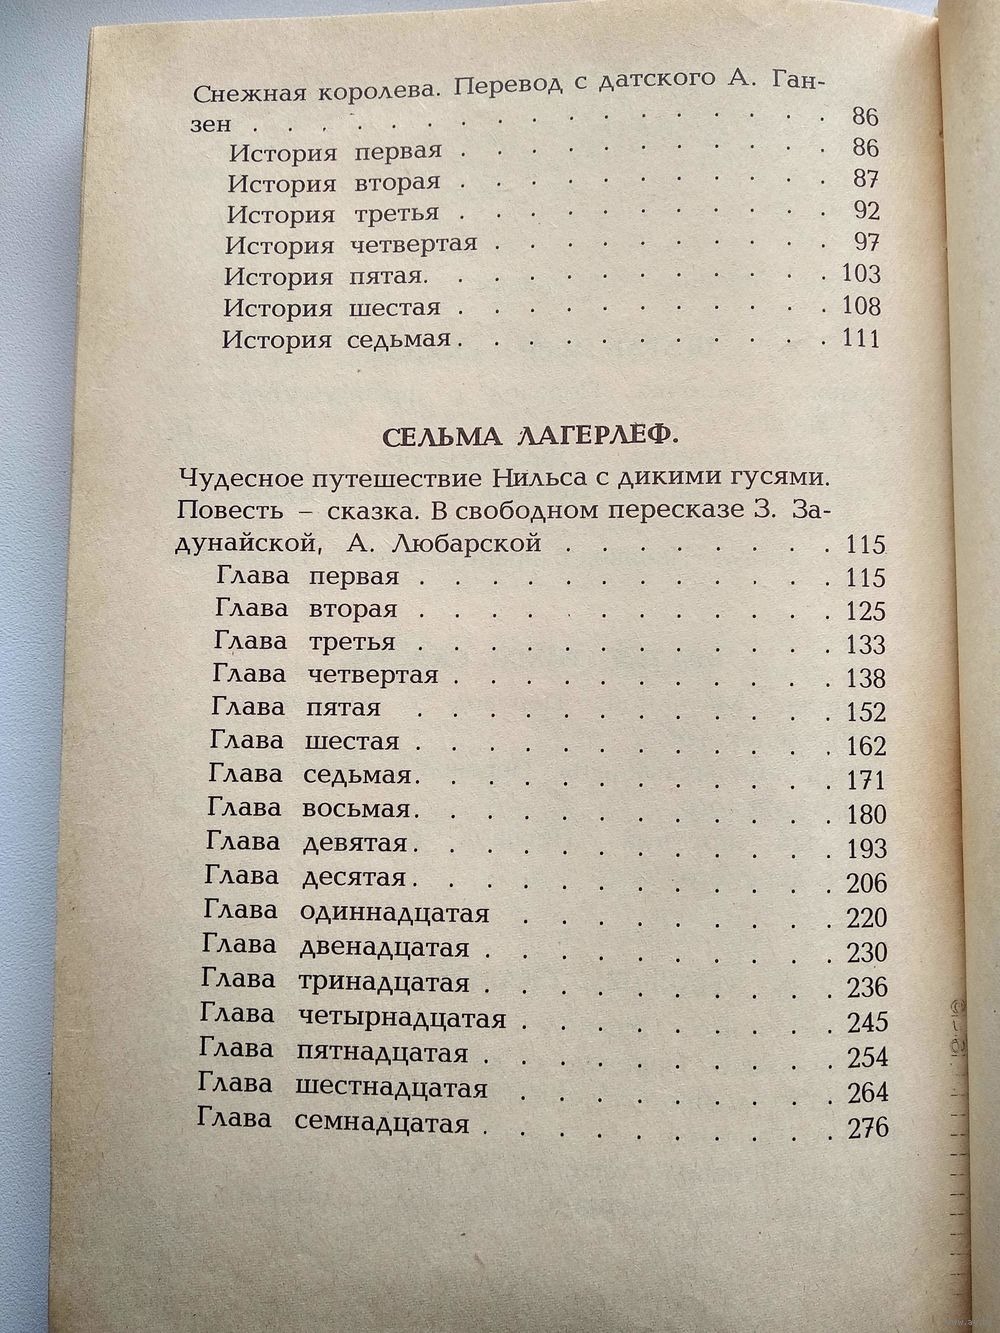 Снежная королева. Перевод с датского А. Ган-
зен . . . . . . . . . . . . . . . . . 86
История первая . . . . . . . . . . . 86
История вторая . . . . . . . . . . . 87
История третья . . . . . . . . . . . 92
История четвертая . . . . . . . . . . 97
История пятая. . . . . . . . . . . . 103
История шестая . . . . . . . . . . . 108
История седьмая . . . . . . . . . . . 111
СЕЛЬМА ЛАГЕРЛЕФ.
Чудесное путешествие Нильса с дикими гусями.
Повесть – сказка. В свободном пересказе З. За-
дунайской, А. Любарской . . . . . . . . 115
Глава первая . . . . . . . . . . . . 115
Глава вторая . . . . . . . . . . . . 125
Глава третья . . . . . . . . . . . . 133
Глава четвертая . . . . . . . . . . . 138
Глава пятая . . . . . . . . . . . . 152
Глава шестая . . . . . . . . . . . . 162
Глава седьмая. . . . . . . . . . . . 171
Глава восьмая. . . . . . . . . . . . 180
Глава девятая . . . . . . . . . . . . 193
Глава десятая . . . . . . . . . . . . 206
Глава одиннадцатая . . . . . . . . . 220
Глава двенадцатая . . . . . . . . . . 230
Глава тринадцатая . . . . . . . . . . 236
Глава четырнадцатая . . . . . . . . . 245
Глава пятнадцатая . . . . . . . . . . 254
Глава шестнадцатая . . . . . . . . . 264
Глава семнадцатая . . . . . . . . . . 276